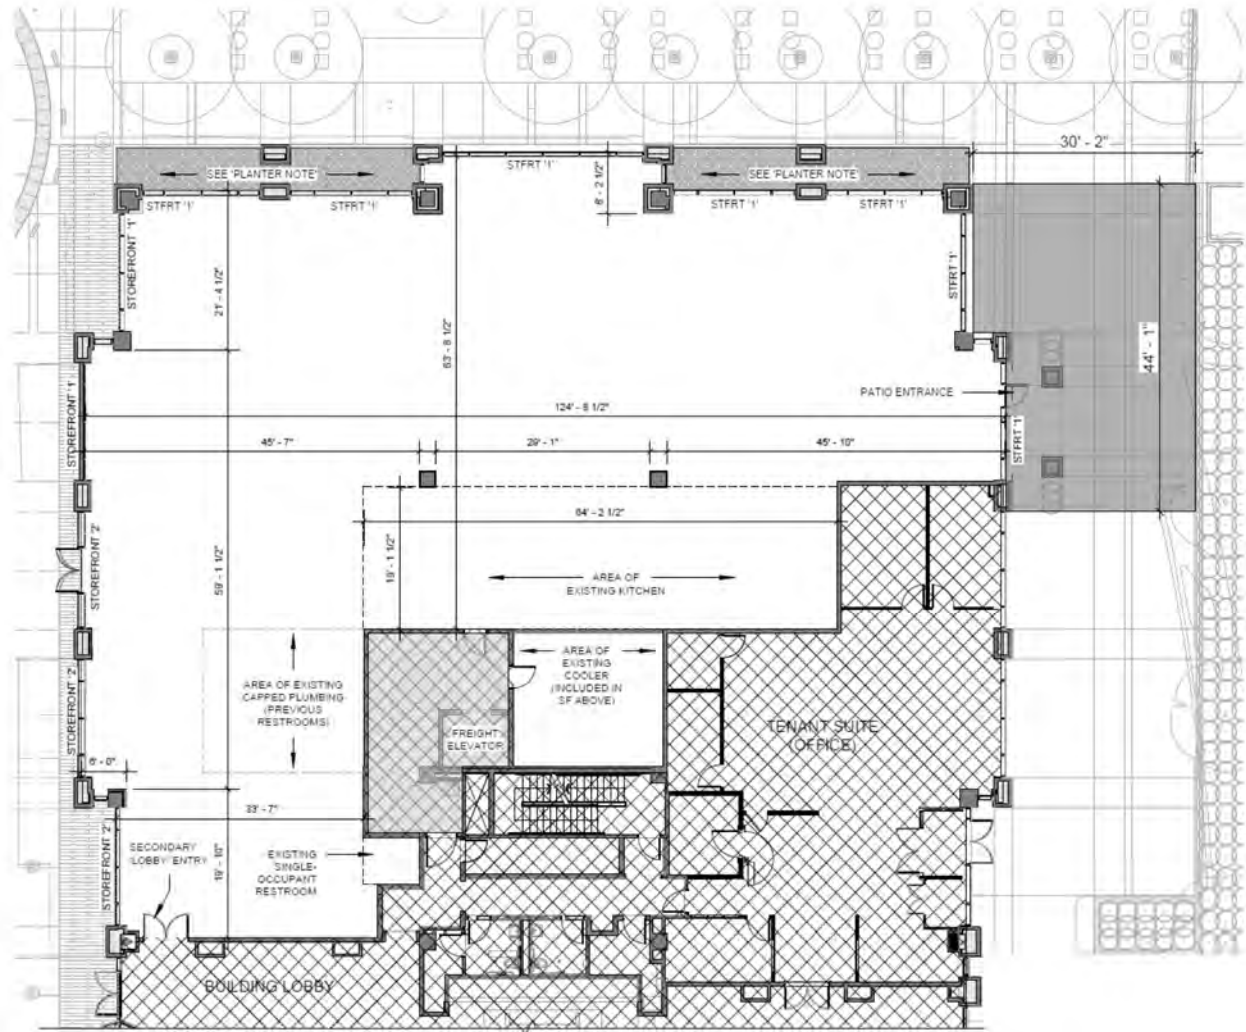 30' - 2"
SEE 'PLANTER NOTE'
STFRT '1'
6' - 2 1/2"
SEE 'PLANTER NOTE'
STFRT '1'
STFRT '1'
STFRT '1'
STFRT '1'
STOREFRONT '1'
21' - 4 1/2"
63' - 8 1/2"
STFRT '1'
44' - 1"
PATIO ENTRANCE
STOREFRONT '1'
124' - 8 1/2"
45' - 7"
29' - 1"
45' - 10"
STFRT '1'
64' - 2 1/2"
STOREFRONT '2'
59' - 1 1/2"
19' - 1 1/2"
AREA OF
EXISTING KITCHEN
AREA OF EXISTING
CAPPED PLUMBING
(PREVIOUS
RESTROOMS)
AREA OF
EXISTING
COOLER
(INCLUDED IN
SF ABOVE)
STOREFRONT '2'
FREIGHT
ELEVATOR
TENANT SUITE
(OFFICE)
6' - 0"
33' - 7"
STOREFRONT '2'
SECONDARY
'LOBBY' ENTRY
19' - 10"
EXISTING
SINGLE-
OCCUPANT
RESTROOM
BUILDING LOBBY